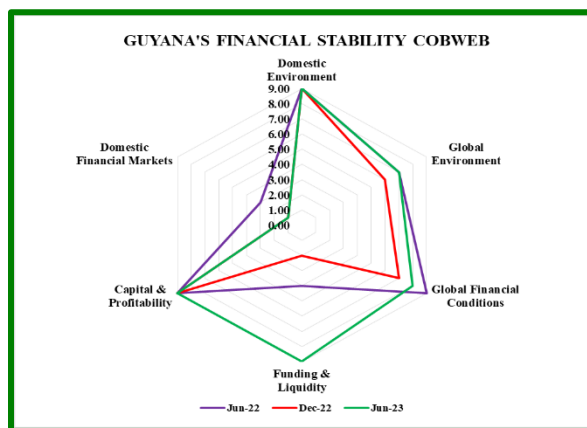 GUYANA'S FINANCIAL STABILITY COBWEB
Domestic
Environment
9.00
8.00
7.00
6.00
5.00
4.00
3.00
2.00
1.00
0.00
Global
Environment
Global Financial
Conditions
Funding &
Liquidity
Capital &
Profitability
Domestic
Financial Markets
Jun-22 Dec-22 Jun-23